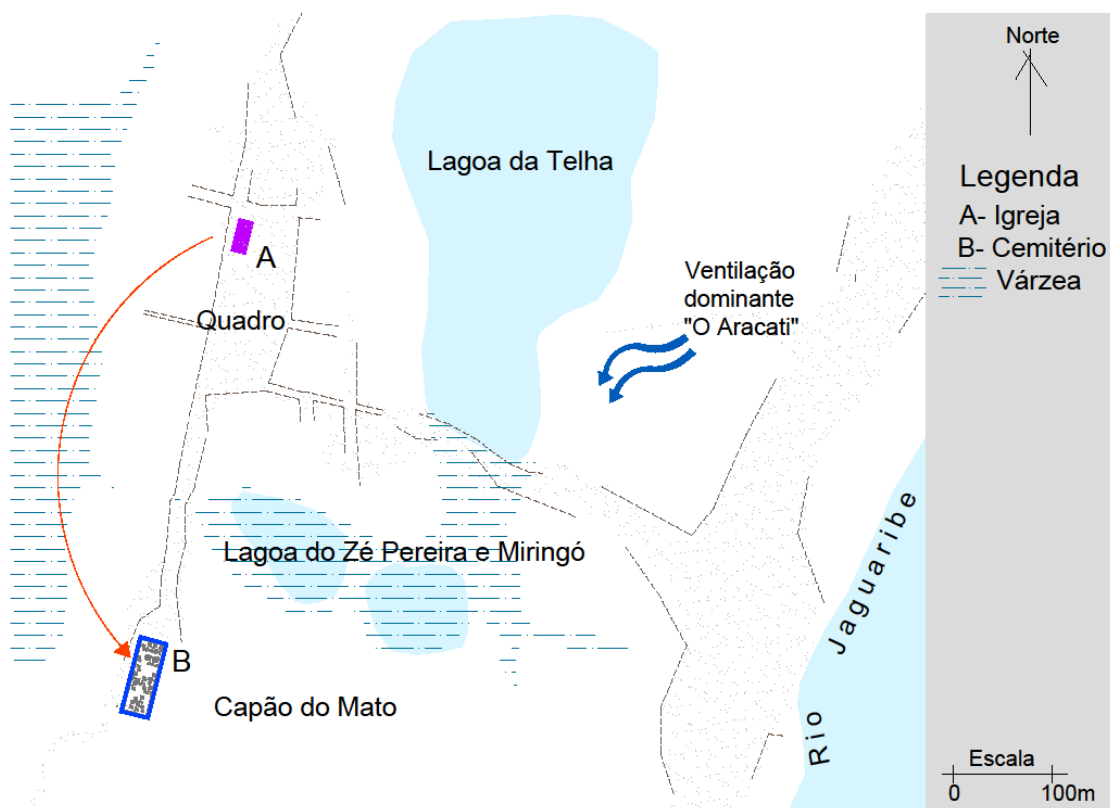 Lagoa da Telha
A
Quadro
Ventilação
dominante
"O Aracati"
Lagoa do Zé Pereira e Miringó
B
Capão do Mato
Rio Jaguaribe
Norte
Legenda
A- Igreja
B- Cemitério
Várzea
Escala
0 100m